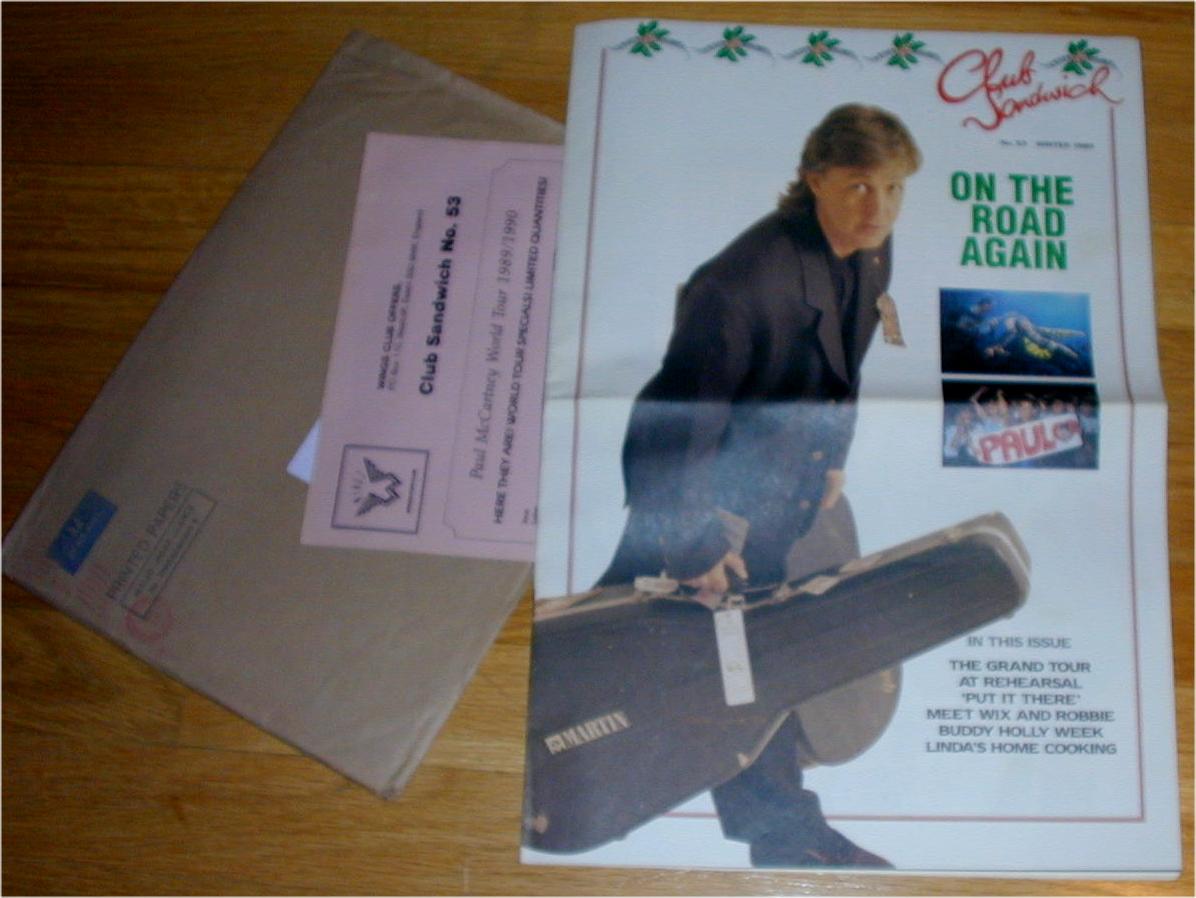 Club
Sandwich
No. 53 WINTER 1989
ON THE
ROAD
AGAIN
PAUL
IN THIS ISSUE
THE GRAND TOUR
AT REHEARSAL
'PUT IT THERE'
MEET WIX AND ROBBIE
BUDDY HOLLY WEEK
LINDA'S HOME COOKING
MARTIN
WINGS CLUB OFFERS,
Club Sandwich No. 53
Paul McCartney World Tour 1989/1990
HERE THEY ARE! WORLD TOUR SPECIALS! LIMITED QUANTITIES!
PRINTED PAPERS